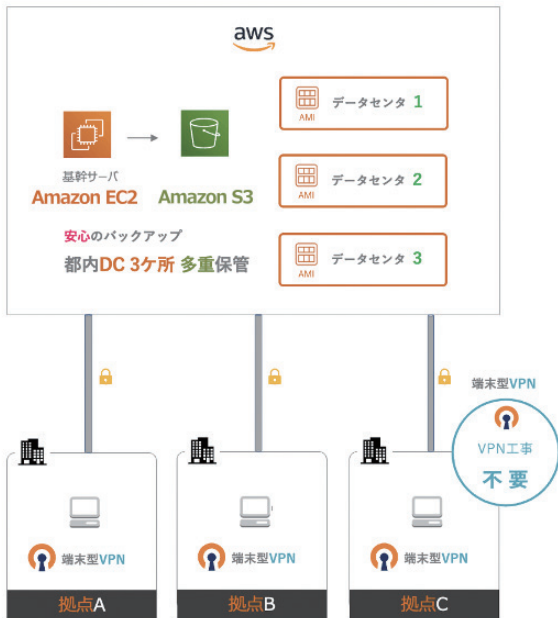 aws
データセンタ 1
AMI
基幹サーバ
Amazon EC2
Amazon S3
データセンタ 2
AMI
安心のバックアップ
都内DC 3ケ所 多重保管
データセンタ 3
AMI
端末型VPN
VPN工事
不要
端末型VPN
端末型VPN
端末型VPN
拠点A
拠点B
拠点C